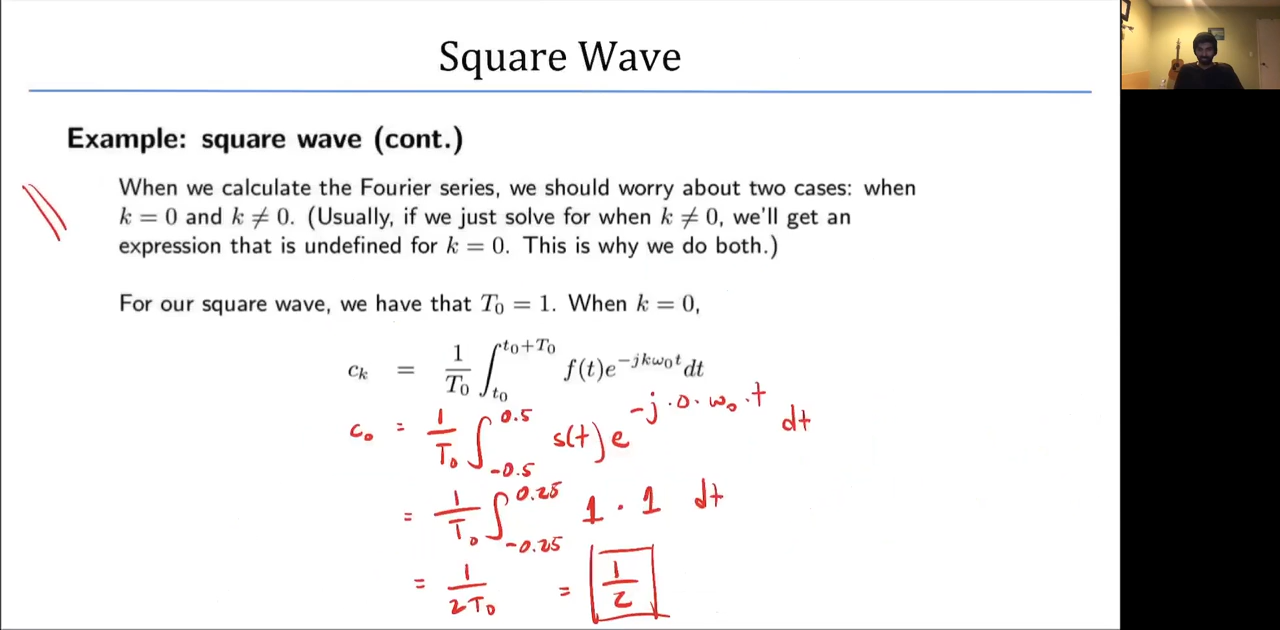 Square Wave
Example: square wave (cont.)
When we calculate the Fourier series, we should worry about two cases: when
k = 0 and k ≠ 0. (Usually, if we just solve for when k ≠ 0, we'll get an
expression that is undefined for k = 0. This is why we do both.)
For our square wave, we have that T₀ = 1. When k = 0,
cₖ = 1/T₀ ∫_{t₀}^{t₀+T₀} f(t)e^{-jkw₀t} dt
c₀ = 1/T₀ ∫_{-0.5}^{0.5} s(t) e^{-j·0·w₀·t} dt
= 1/T₀ ∫_{-0.25}^{0.25} 1 · 1 dt
= 1/2T₀ = 1/2